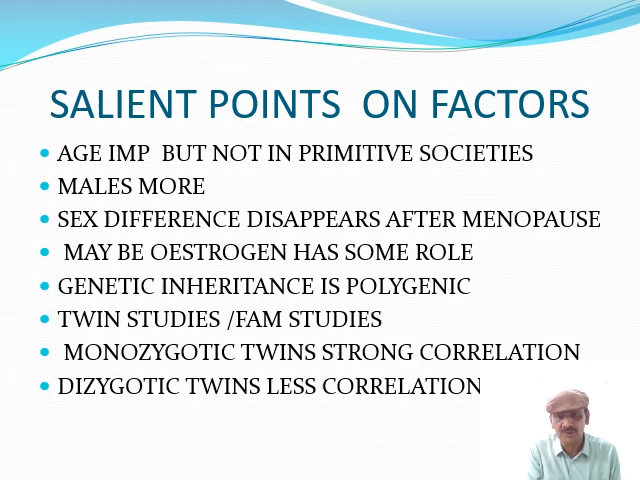 SALIENT POINTS  ON FACTORS
AGE IMP  BUT NOT IN PRIMITIVE SOCIETIES
MALES MORE
SEX DIFFERENCE DISAPPEARS AFTER MENOPAUSE
MAY BE OESTROGEN HAS SOME ROLE
GENETIC INHERITANCE IS POLYGENIC
TWIN STUDIES /FAM STUDIES
MONOZYGOTIC TWINS STRONG CORRELATION
DIZYGOTIC TWINS LESS CORRELATION